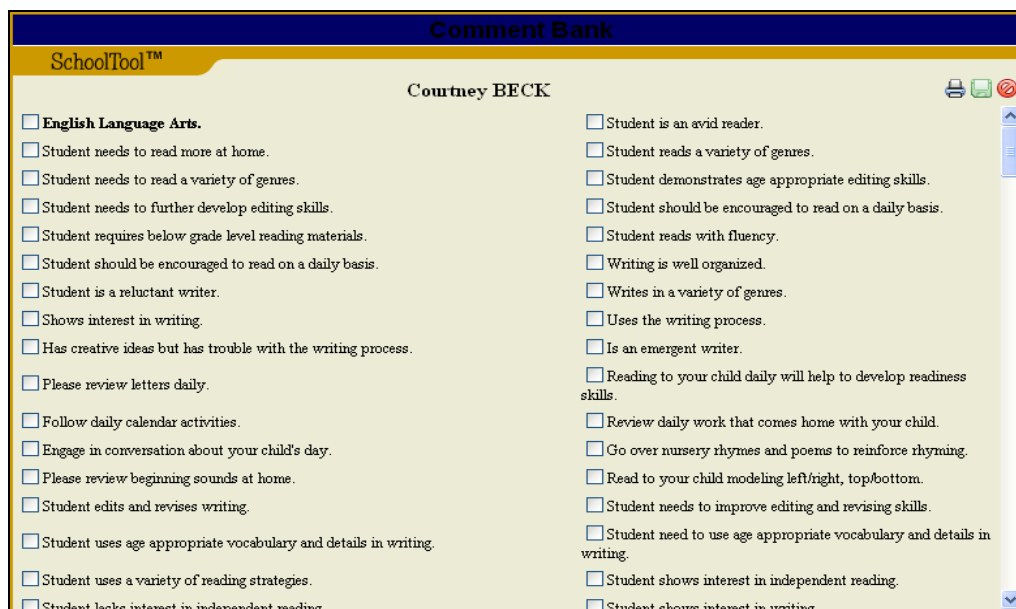 Comment Bank
SchoolTool™
Courtney BECK
English Language Arts.
Student is an avid reader.
Student needs to read more at home.
Student reads a variety of genres.
Student needs to read a variety of genres.
Student demonstrates age appropriate editing skills.
Student needs to further develop editing skills.
Student should be encouraged to read on a daily basis.
Student requires below grade level reading materials.
Student reads with fluency.
Student should be encouraged to read on a daily basis.
Writing is well organized.
Student is a reluctant writer.
Writes in a variety of genres.
Shows interest in writing.
Uses the writing process.
Has creative ideas but has trouble with the writing process.
Is an emergent writer.
Please review letters daily.
Reading to your child daily will help to develop readiness
skills.
Follow daily calendar activities.
Review daily work that comes home with your child.
Engage in conversation about your child's day.
Go over nursery rhymes and poems to reinforce rhyming.
Please review beginning sounds at home.
Read to your child modeling left/right, top/bottom.
Student edits and revises writing.
Student needs to improve editing and revising skills.
Student uses age appropriate vocabulary and details in writing.
Student need to use age appropriate vocabulary and details in
writing.
Student uses a variety of reading strategies.
Student shows interest in independent reading.
Student lacks interest in independent reading.
Student shows interest in writing.